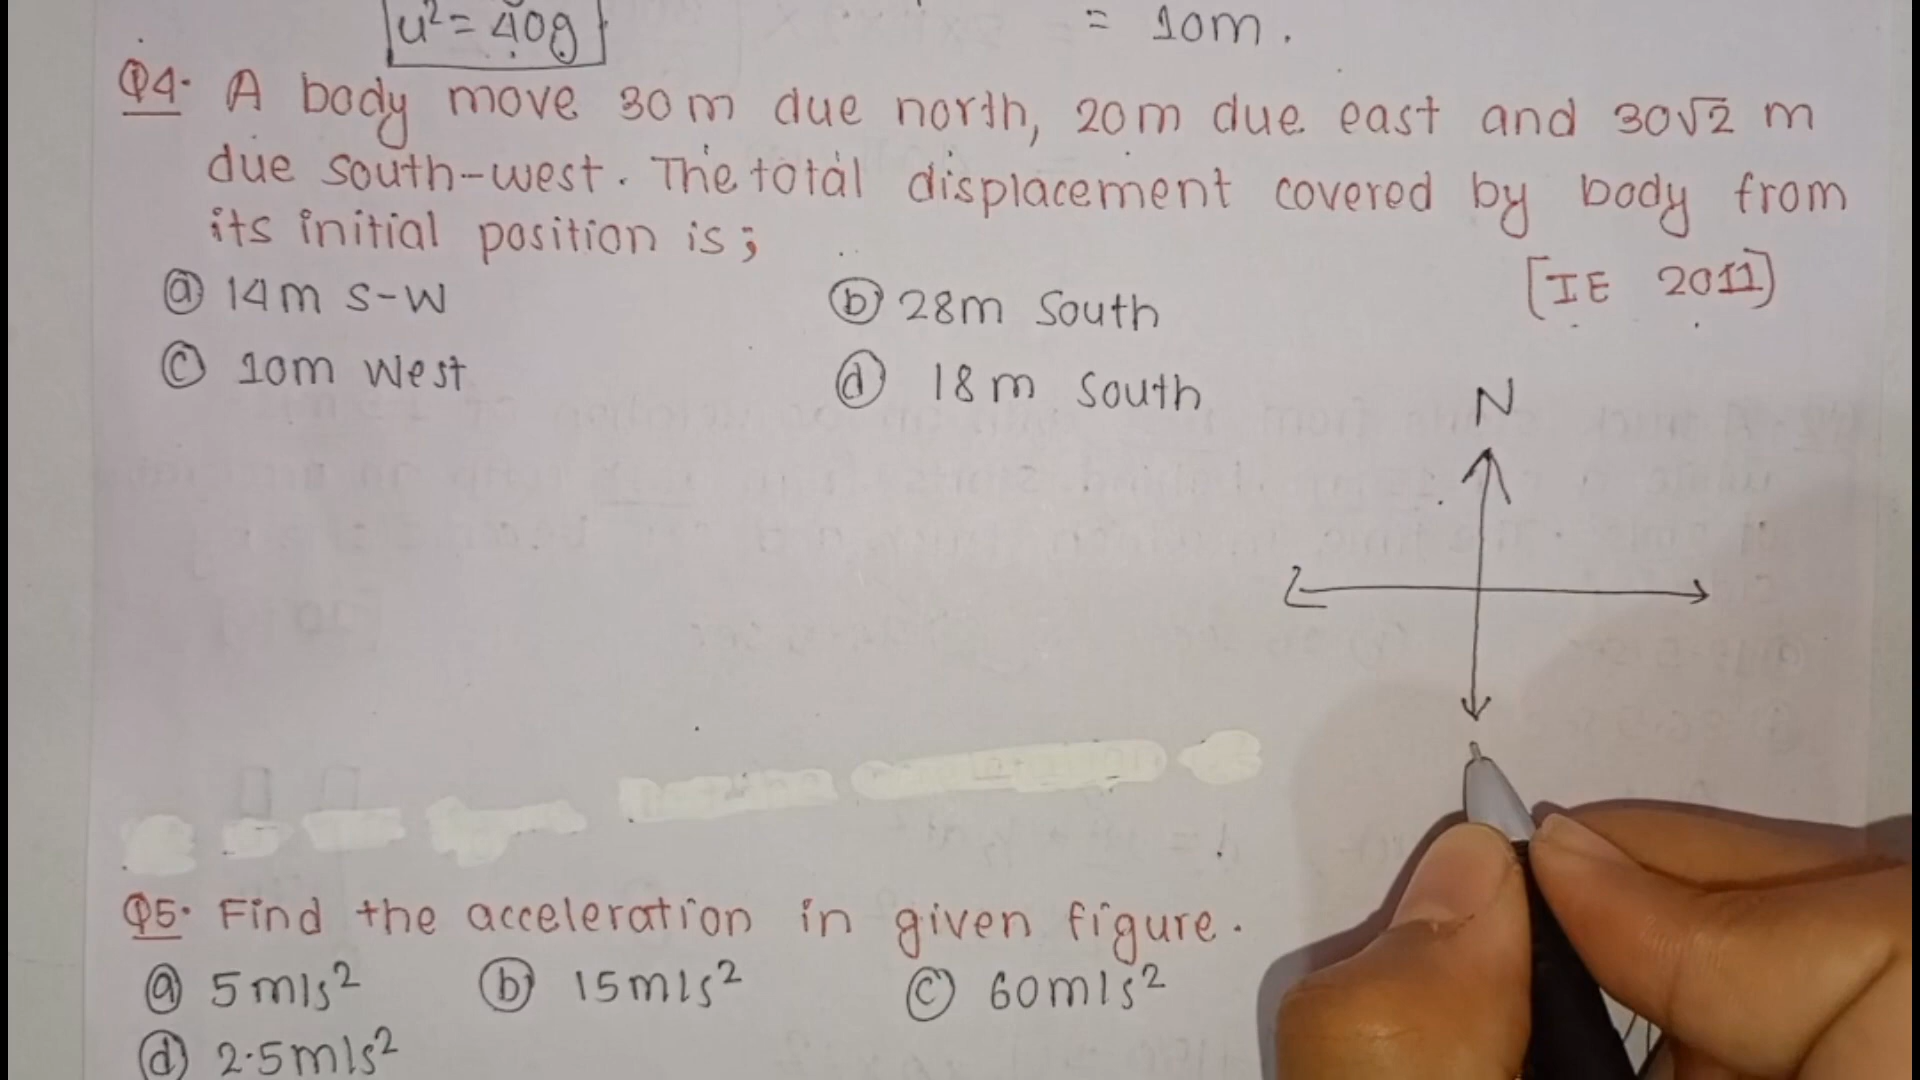 u² = 40g
= 10m.
Q4. A body move 30m due north, 20m due east and 30√2 m
due south-west. The total displacement covered by body from
its initial position is;
[IE 2011]
ⓐ 14m S-W
ⓑ 28m South
ⓒ 10m West
ⓓ 18m South
N
Q5. Find the acceleration in given figure.
ⓐ 5m/s² ⓑ 15m/s² ⓒ 60m/s²
ⓓ 2.5m/s²